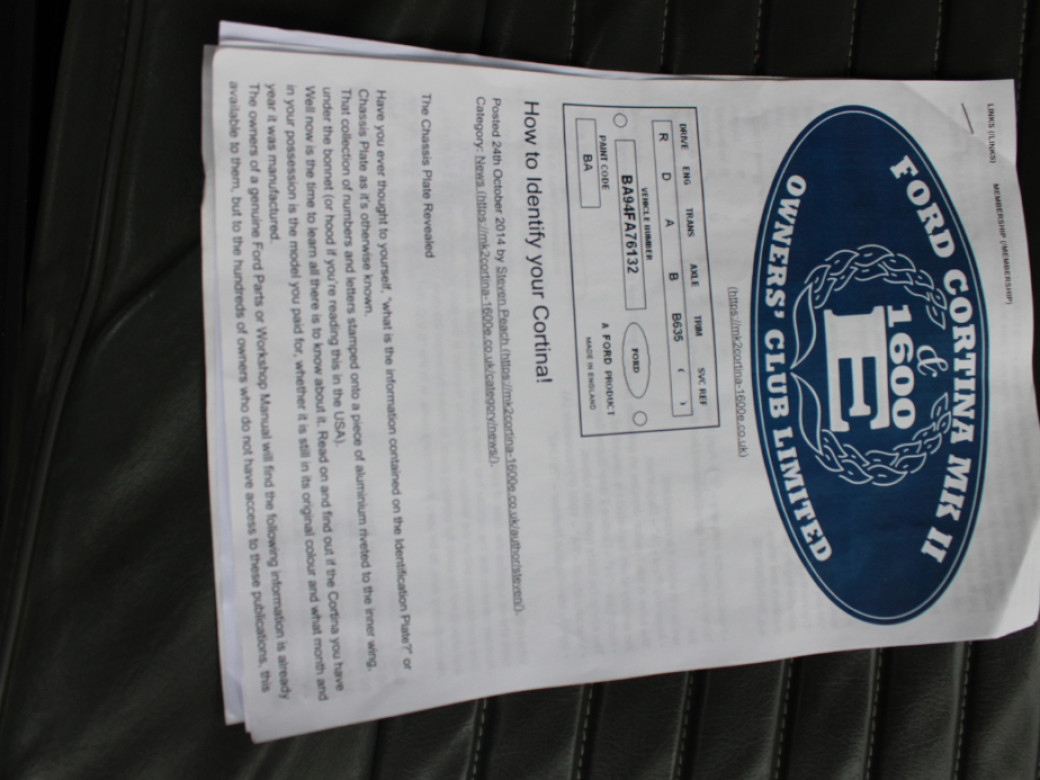 LINKS (/LINKS) MEMBERSHIP (/MEMBERSHIP)
FORD CORTINA MK II
1600
&
E
OWNERS' CLUB LIMITED
(https://mk2cortina-1600e.co.uk)
DRIVE ENG TRANS AXLE TRIM SVC REF
R D A B B635 ( )
VEHICLE NUMBER
BA94FA76132
FORD
PAINT CODE
BA
A FORD PRODUCT
MADE IN ENGLAND
How to Identify your Cortina!
Posted 24th October 2014 by Steven Peach (https://mk2cortina-1600e.co.uk/author/steven/).
Category: News (https://mk2cortina-1600e.co.uk/category/news/).
The Chassis Plate Revealed
Have you ever thought to yourself, "what is the information contained on the Identification Plate?" or
Chassis Plate as it's otherwise known.
That collection of numbers and letters stamped onto a piece of aluminium riveted to the inner wing,
under the bonnet (or hood if you're reading this in the USA).
Well now is the time to learn all there is to know about it. Read on and find out if the Cortina you have
in your possession is the model you paid for, whether it is still in its original colour and what month and
year it was manufactured.
The owners of a genuine Ford Parts or Workshop Manual will find the following information is already
available to them, but to the hundreds of owners who do not have access to these publications, this